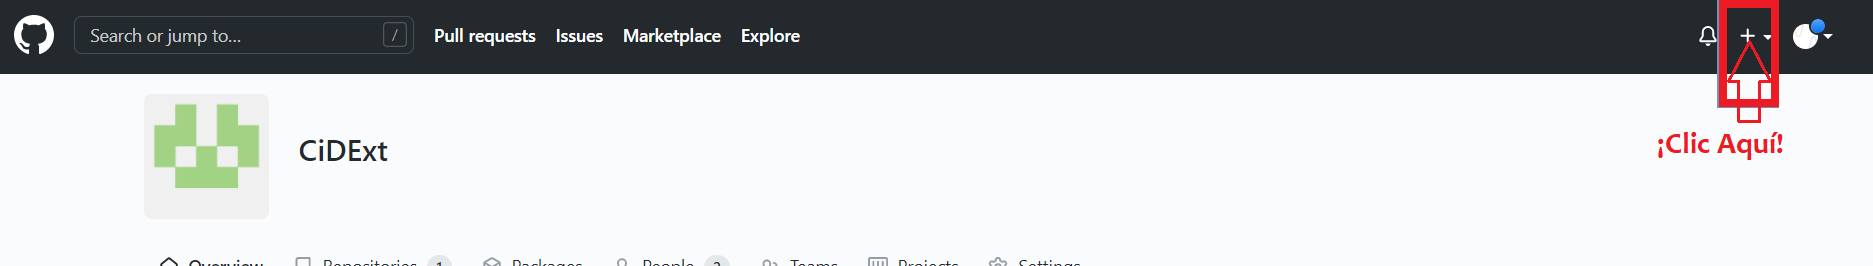 Search or jump to... /
Pull requests
Issues
Marketplace
Explore
¡Clic Aquí!
CiDExt
Overview
Repositories 1
Packages
People 2
Teams
Projects
Settings